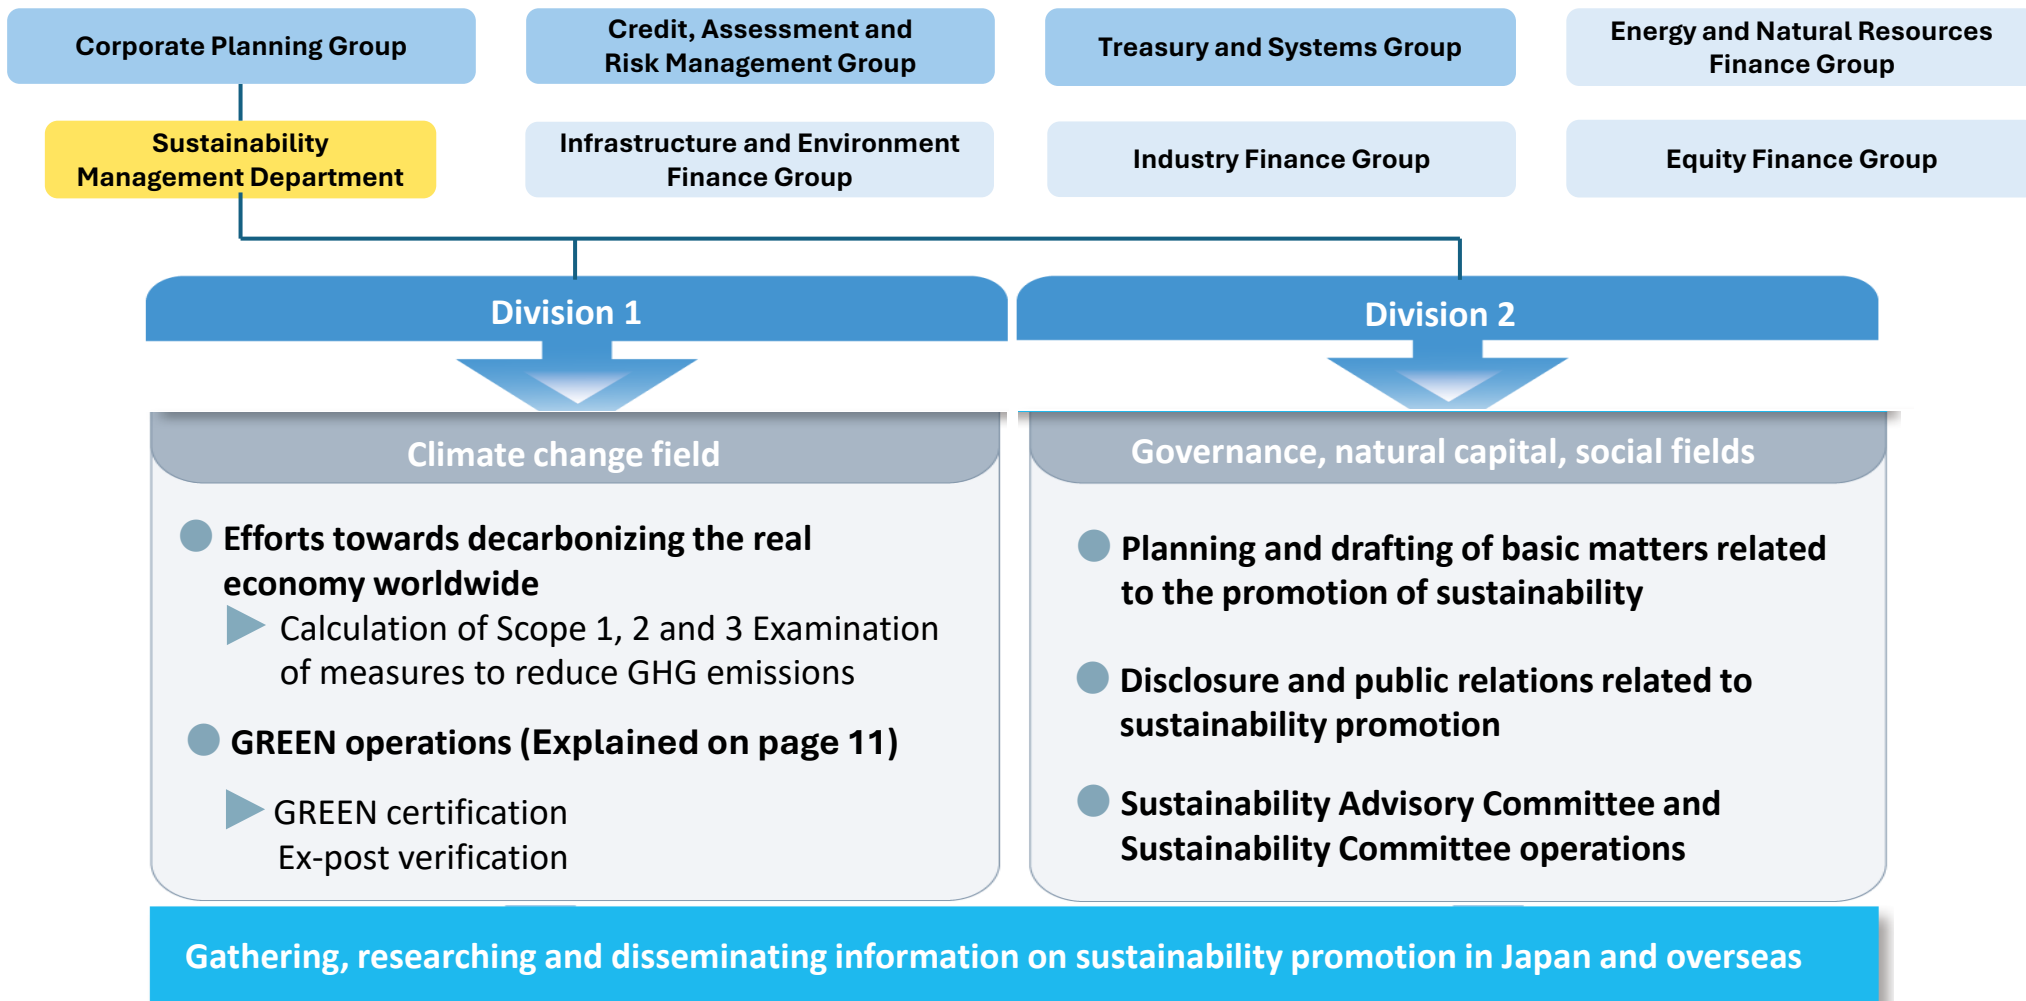 Corporate Planning Group
Credit, Assessment and
Risk Management Group
Treasury and Systems Group
Energy and Natural Resources
Finance Group
Sustainability
Management Department
Infrastructure and Environment
Finance Group
Industry Finance Group
Equity Finance Group
Division 1
Division 2
Climate change field
Efforts towards decarbonizing the real
economy worldwide
Calculation of Scope 1, 2 and 3 Examination
of measures to reduce GHG emissions
GREEN operations (Explained on page 11)
GREEN certification
Ex-post verification
Governance, natural capital, social fields
Planning and drafting of basic matters related
to the promotion of sustainability
Disclosure and public relations related to
sustainability promotion
Sustainability Advisory Committee and
Sustainability Committee operations
Gathering, researching and disseminating information on sustainability promotion in Japan and overseas